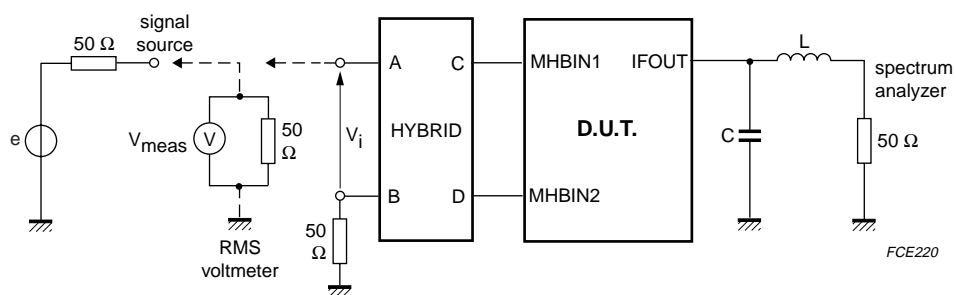 signal
source
50 Ω
e
V
V_meas
50
Ω
RMS
voltmeter
V_i
50
Ω
A
B
C
D
HYBRID
MHBIN1
MHBIN2
IFOUT
D.U.T.
C
L
spectrum
analyzer
50 Ω
FCE220